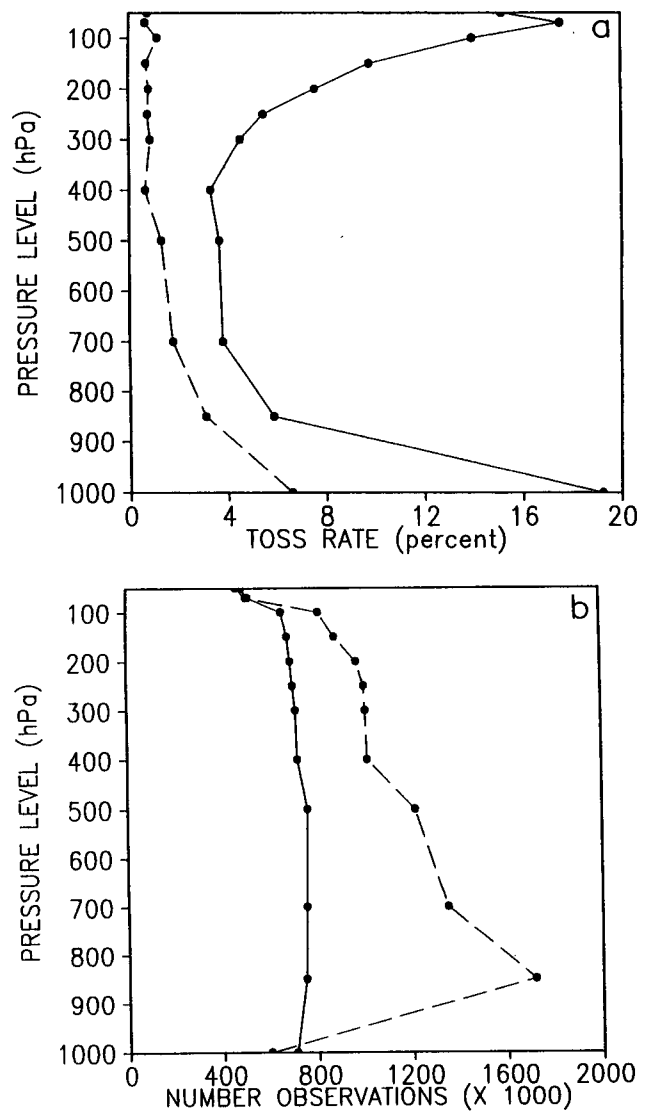 a
100
200
300
400
500
600
700
800
900
1000
PRESSURE LEVEL (hPa)
0 4 8 12 16 20
TOSS RATE (percent)
b
100
200
300
400
500
600
700
800
900
1000
PRESSURE LEVEL (hPa)
0 400 800 1200 1600 2000
NUMBER OBSERVATIONS (X 1000)